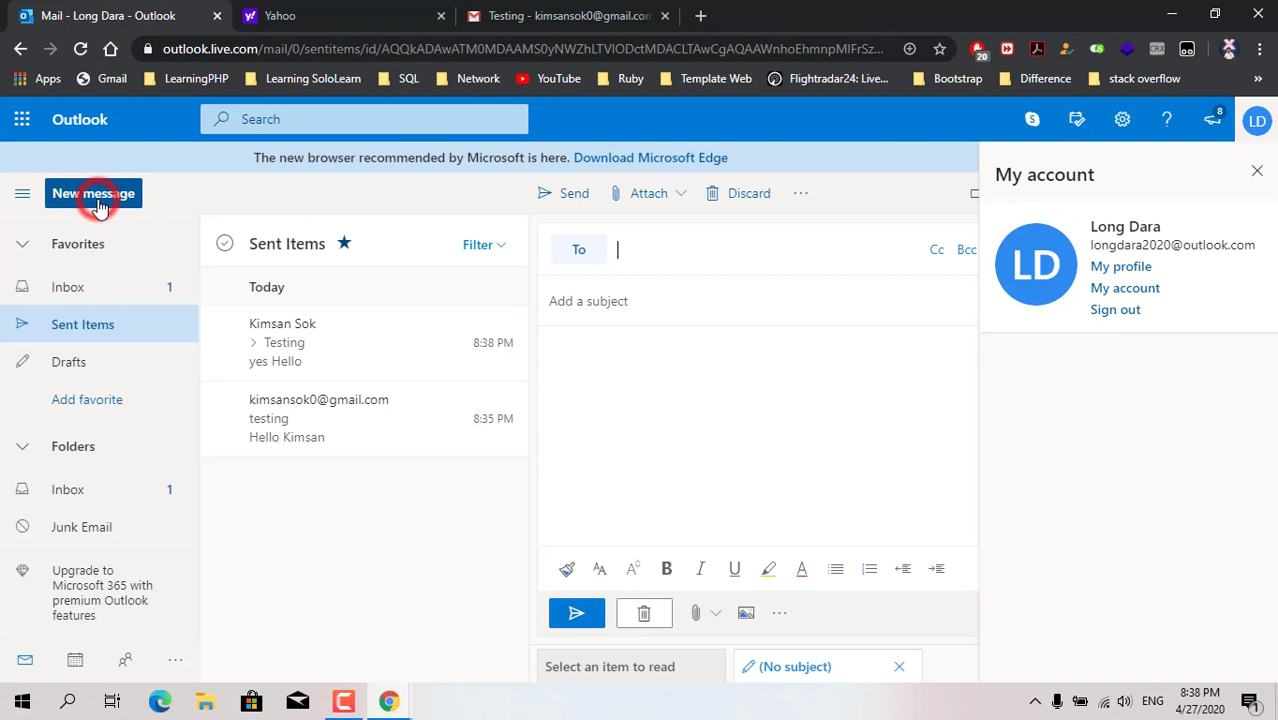 Mail - Long Dara - Outlook
Yahoo
Testing - kimsansok0@gmail.com
outlook.live.com/mail/0/sentitems/id/AQQkADAwATM0MDAAMS0yNWZhLTVlODctMDACLTAwCgAQAAWnhoEhmnpMlFrSz...
20
CRX
Apps
Gmail
LearningPHP
Learning SoloLearn
SQL
Network
YouTube
Ruby
Template Web
Flightradar24: Live...
Bootstrap
Difference
stack overflow
»
Outlook
Search
8
LD
The new browser recommended by Microsoft is here. Download Microsoft Edge
New message
Send
Attach
Discard
My account
Favorites
Sent Items
Filter
To
Cc
Bcc
LD
Long Dara
longdara2020@outlook.com
My profile
My account
Sign out
Inbox
1
Today
Add a subject
Sent Items
Kimsan Sok
Testing
8:38 PM
yes Hello
Drafts
Add favorite
kimsansok0@gmail.com
testing
8:35 PM
Hello Kimsan
Folders
Inbox
1
Junk Email
Upgrade to
Microsoft 365 with
premium Outlook
features
B
I
U
A
Select an item to read
(No subject)
ENG
8:38 PM
4/27/2020
1